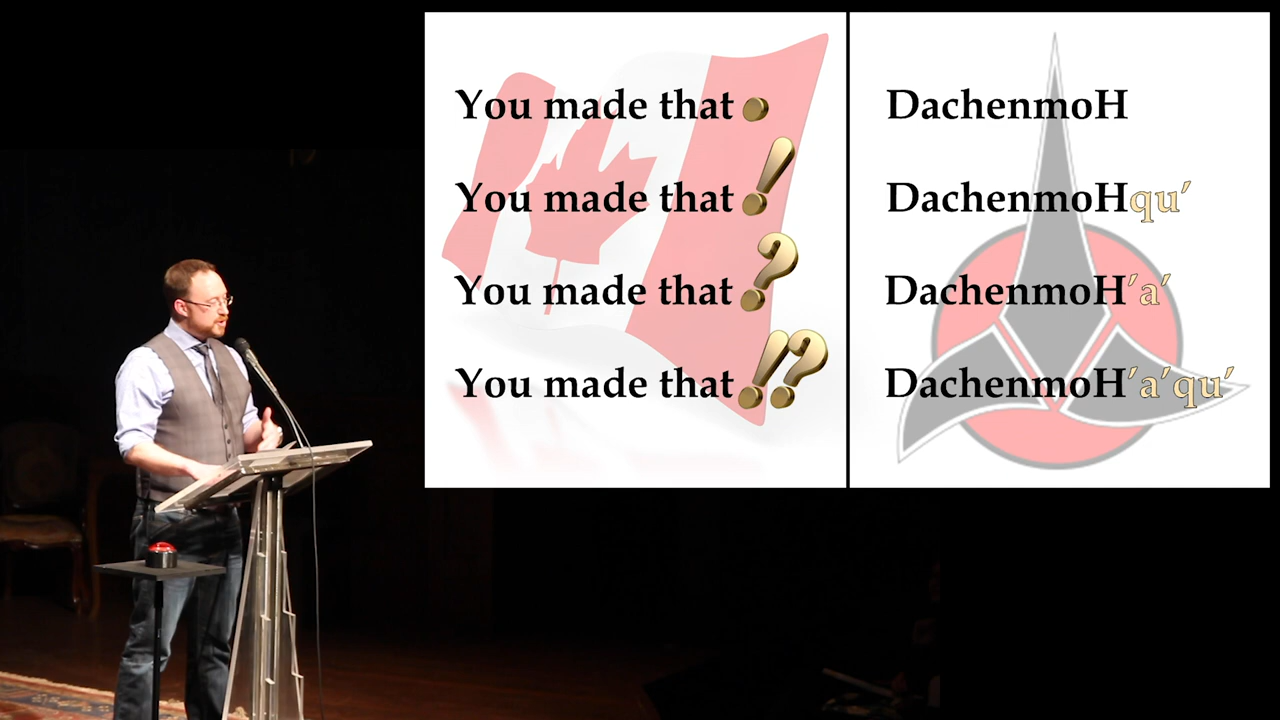 You made that.
You made that!
You made that?
You made that!?
DachenmoH
DachenmoHqu′
DachenmoH′a′
DachenmoH′a′qu′